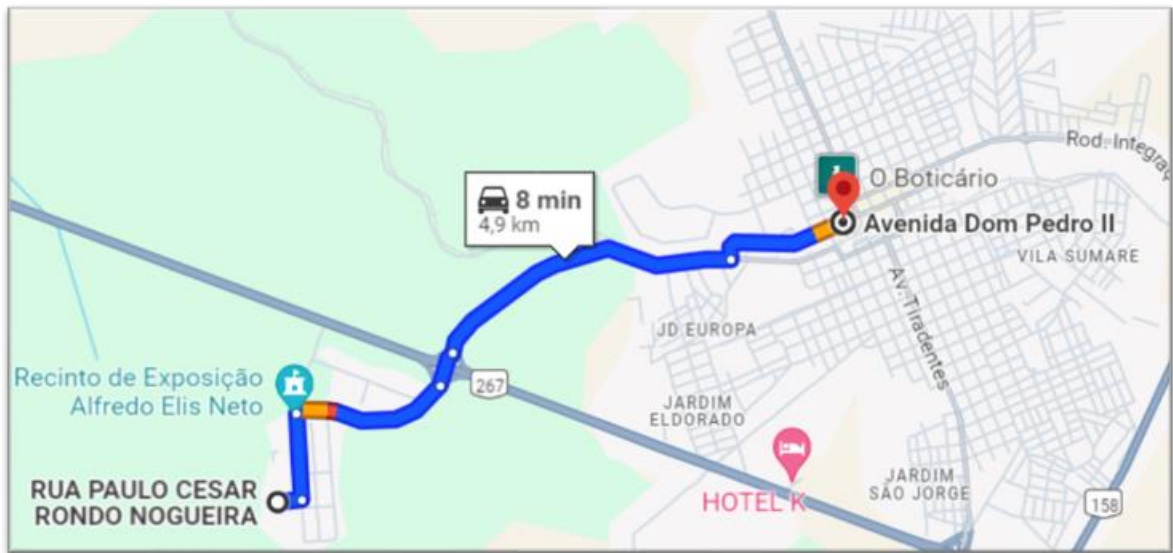 Rod. Integraç
O Boticário
8 min
4,9 km
Avenida Dom Pedro II
VILA SUMARE
Av. Tiradentes
JD EUROPA
Recinto de Exposição
Alfredo Elis Neto
267
JARDIM
ELDORADO
JARDIM
SÃO JORGE
RUA PAULO CESAR
RONDO NOGUEIRA
HOTEL K
158